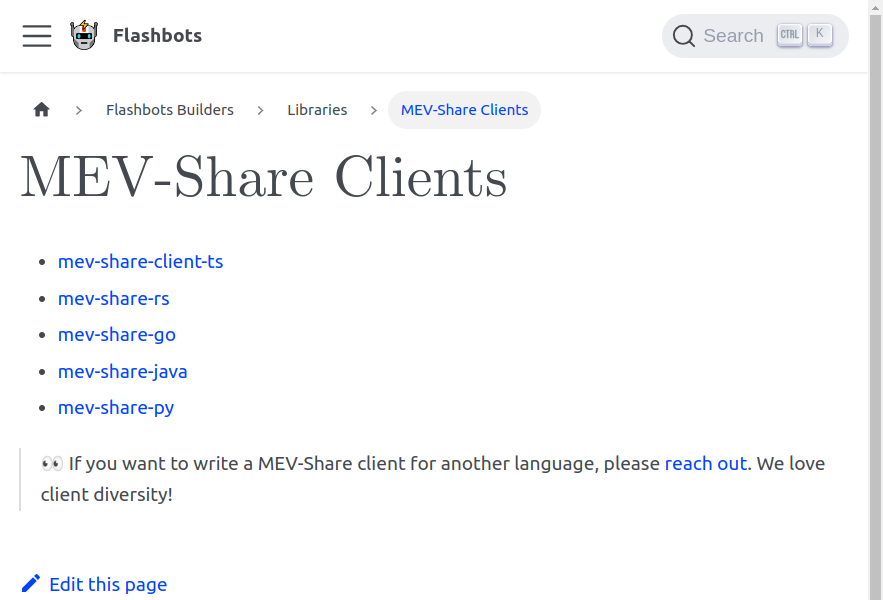 Flashbots
Search CTRL K
Flashbots Builders Libraries MEV-Share Clients
MEV-Share Clients
mev-share-client-ts
mev-share-rs
mev-share-go
mev-share-java
mev-share-py
👀 If you want to write a MEV-Share client for another language, please reach out. We love
client diversity!
Edit this page